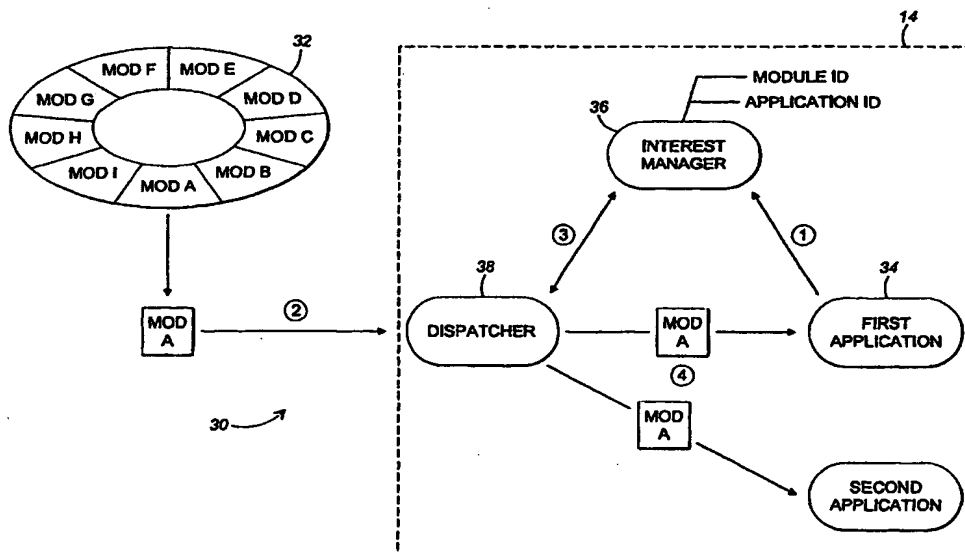 14
32
MOD F
MOD E
MOD G
MOD D
MOD H
MOD C
MOD I
MOD A
MOD B
MODULE ID
APPLICATION ID
36
INTEREST
MANAGER
3
1
38
34
MOD
A
2
DISPATCHER
MOD
A
FIRST
APPLICATION
4
MOD
A
30
SECOND
APPLICATION